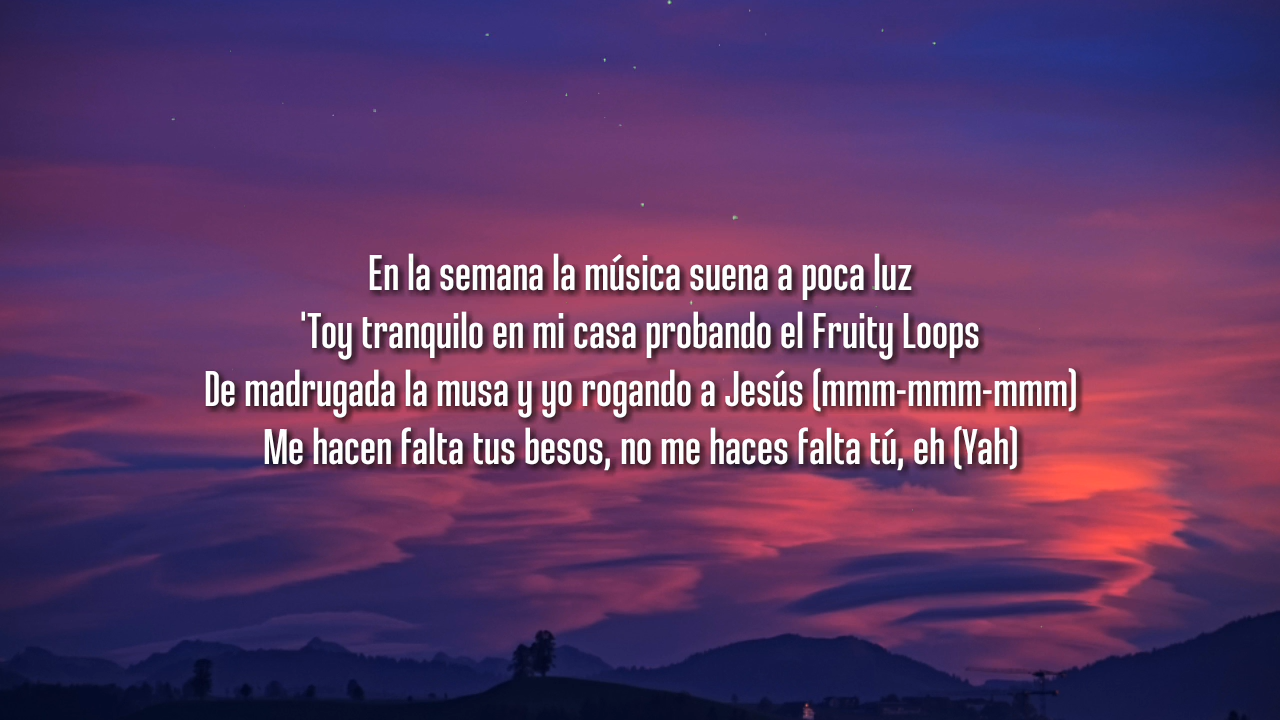 En la semana la música suena a poca luz
'Toy tranquilo en mi casa probando el Fruity Loops
De madrugada la musa y yo rogando a Jesús (mmm-mmm-mmm)
Me hacen falta tus besos, no me haces falta tú, eh (Yah)